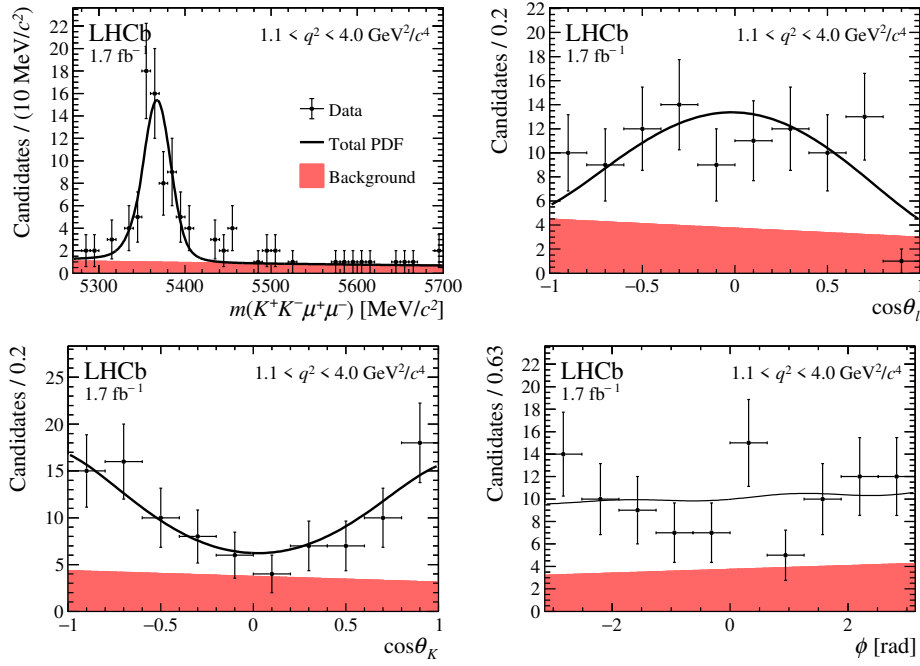 Candidates / (10 MeV/c²)
22
20
18
16
14
12
10
8
6
4
2
0
LHCb
1.7 fb⁻¹
1.1 < q² < 4.0 GeV²/c⁴
Data
Total PDF
Background
5300 5400 5500 5600 5700
m(K⁺K⁻μ⁺μ⁻) [MeV/c²]
Candidates / 0.2
22
20
18
16
14
12
10
8
6
4
2
0
LHCb
1.7 fb⁻¹
1.1 < q² < 4.0 GeV²/c⁴
-1 -0.5 0 0.5 1
cosθl
Candidates / 0.2
25
20
15
10
5
0
LHCb
1.7 fb⁻¹
1.1 < q² < 4.0 GeV²/c⁴
-1 -0.5 0 0.5 1
cosθK
Candidates / 0.63
22
20
18
16
14
12
10
8
6
4
2
0
LHCb
1.7 fb⁻¹
1.1 < q² < 4.0 GeV²/c⁴
-2 0 2
ϕ [rad]